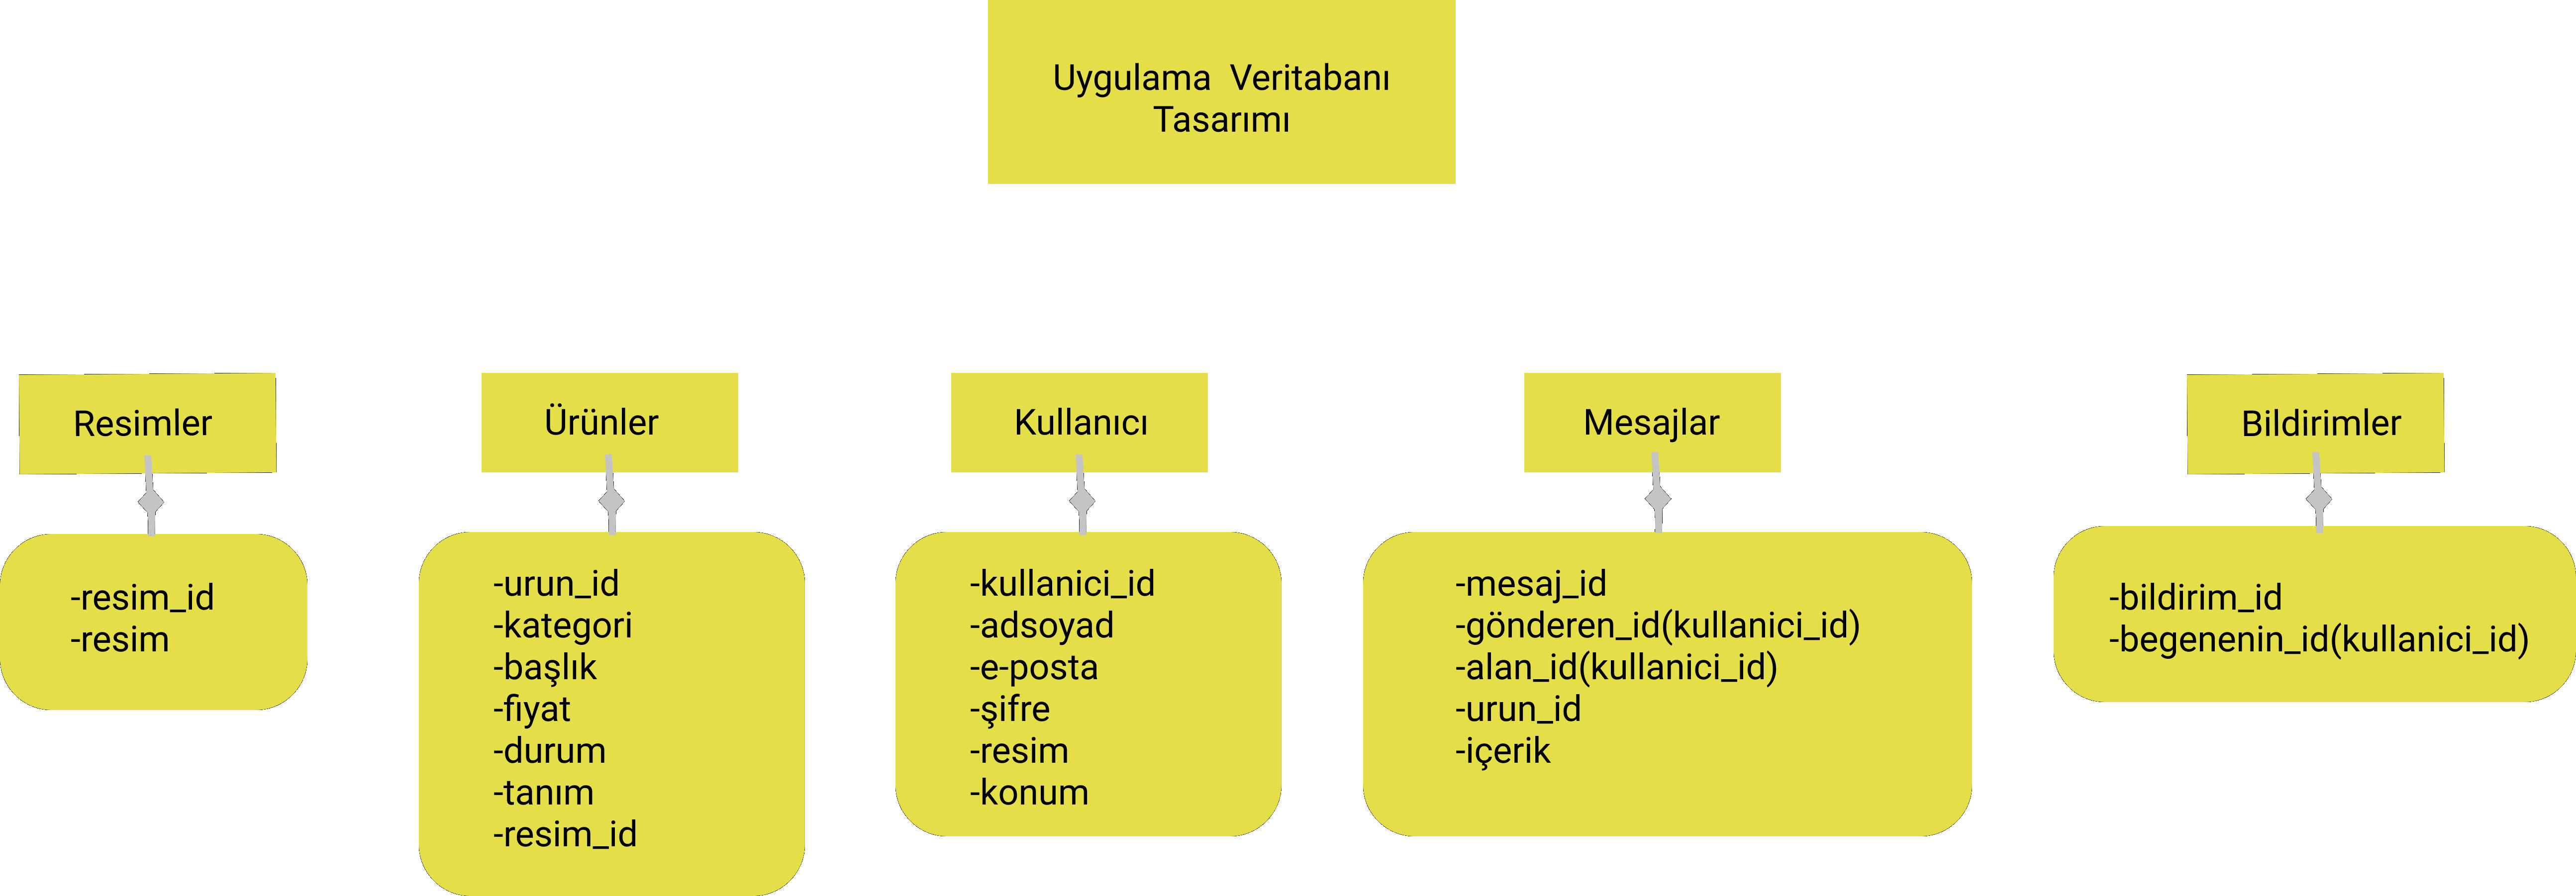 Uygulama Veritabanı
Tasarımı
Resimler
-resim_id
-resim
Ürünler
-urun_id
-kategori
-başlık
-fiyat
-durum
-tanım
-resim_id
Kullanıcı
-kullanici_id
-adsoyad
-e-posta
-şifre
-resim
-konum
Mesajlar
-mesaj_id
-gönderen_id(kullanici_id)
-alan_id(kullanici_id)
-urun_id
-içerik
Bildirimler
-bildirim_id
-begenenin_id(kullanici_id)